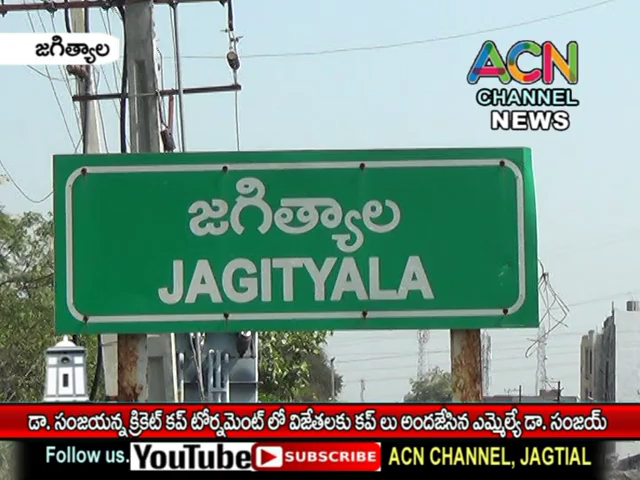 జగిత్యాల
ACN
CHANNEL
NEWS
జగిత్యాల
JAGITYALA
డా. సంజయన్న క్రికెట్ కప్ టోర్నమెంట్ లో విజేతలకు కప్ లు అందజేసిన ఎమ్మెల్యే డా. సంజయ్
Follow us. YouTube SUBSCRIBE ACN CHANNEL, JAGTIAL